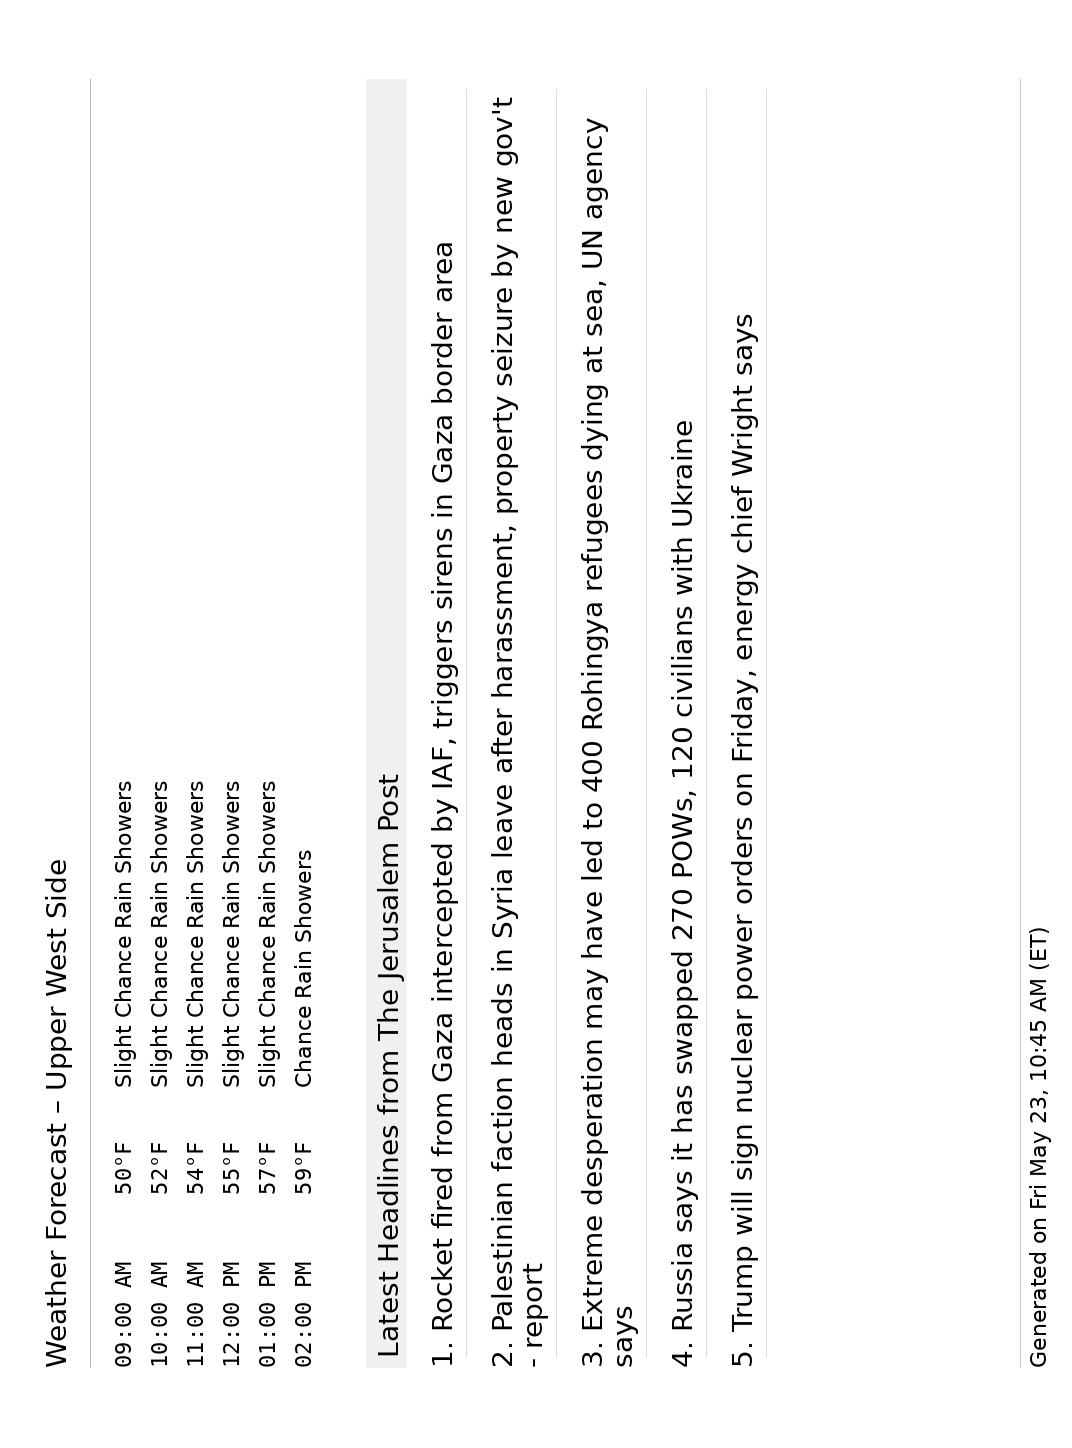 Weather Forecast – Upper West Side
09:00 AM 50°F Slight Chance Rain Showers
10:00 AM 52°F Slight Chance Rain Showers
11:00 AM 54°F Slight Chance Rain Showers
12:00 PM 55°F Slight Chance Rain Showers
01:00 PM 57°F Slight Chance Rain Showers
02:00 PM 59°F Chance Rain Showers
Latest Headlines from The Jerusalem Post
1. Rocket fired from Gaza intercepted by IAF, triggers sirens in Gaza border area
2. Palestinian faction heads in Syria leave after harassment, property seizure by new gov't
- report
3. Extreme desperation may have led to 400 Rohingya refugees dying at sea, UN agency
says
4. Russia says it has swapped 270 POWs, 120 civilians with Ukraine
5. Trump will sign nuclear power orders on Friday, energy chief Wright says
Generated on Fri May 23, 10:45 AM (ET)